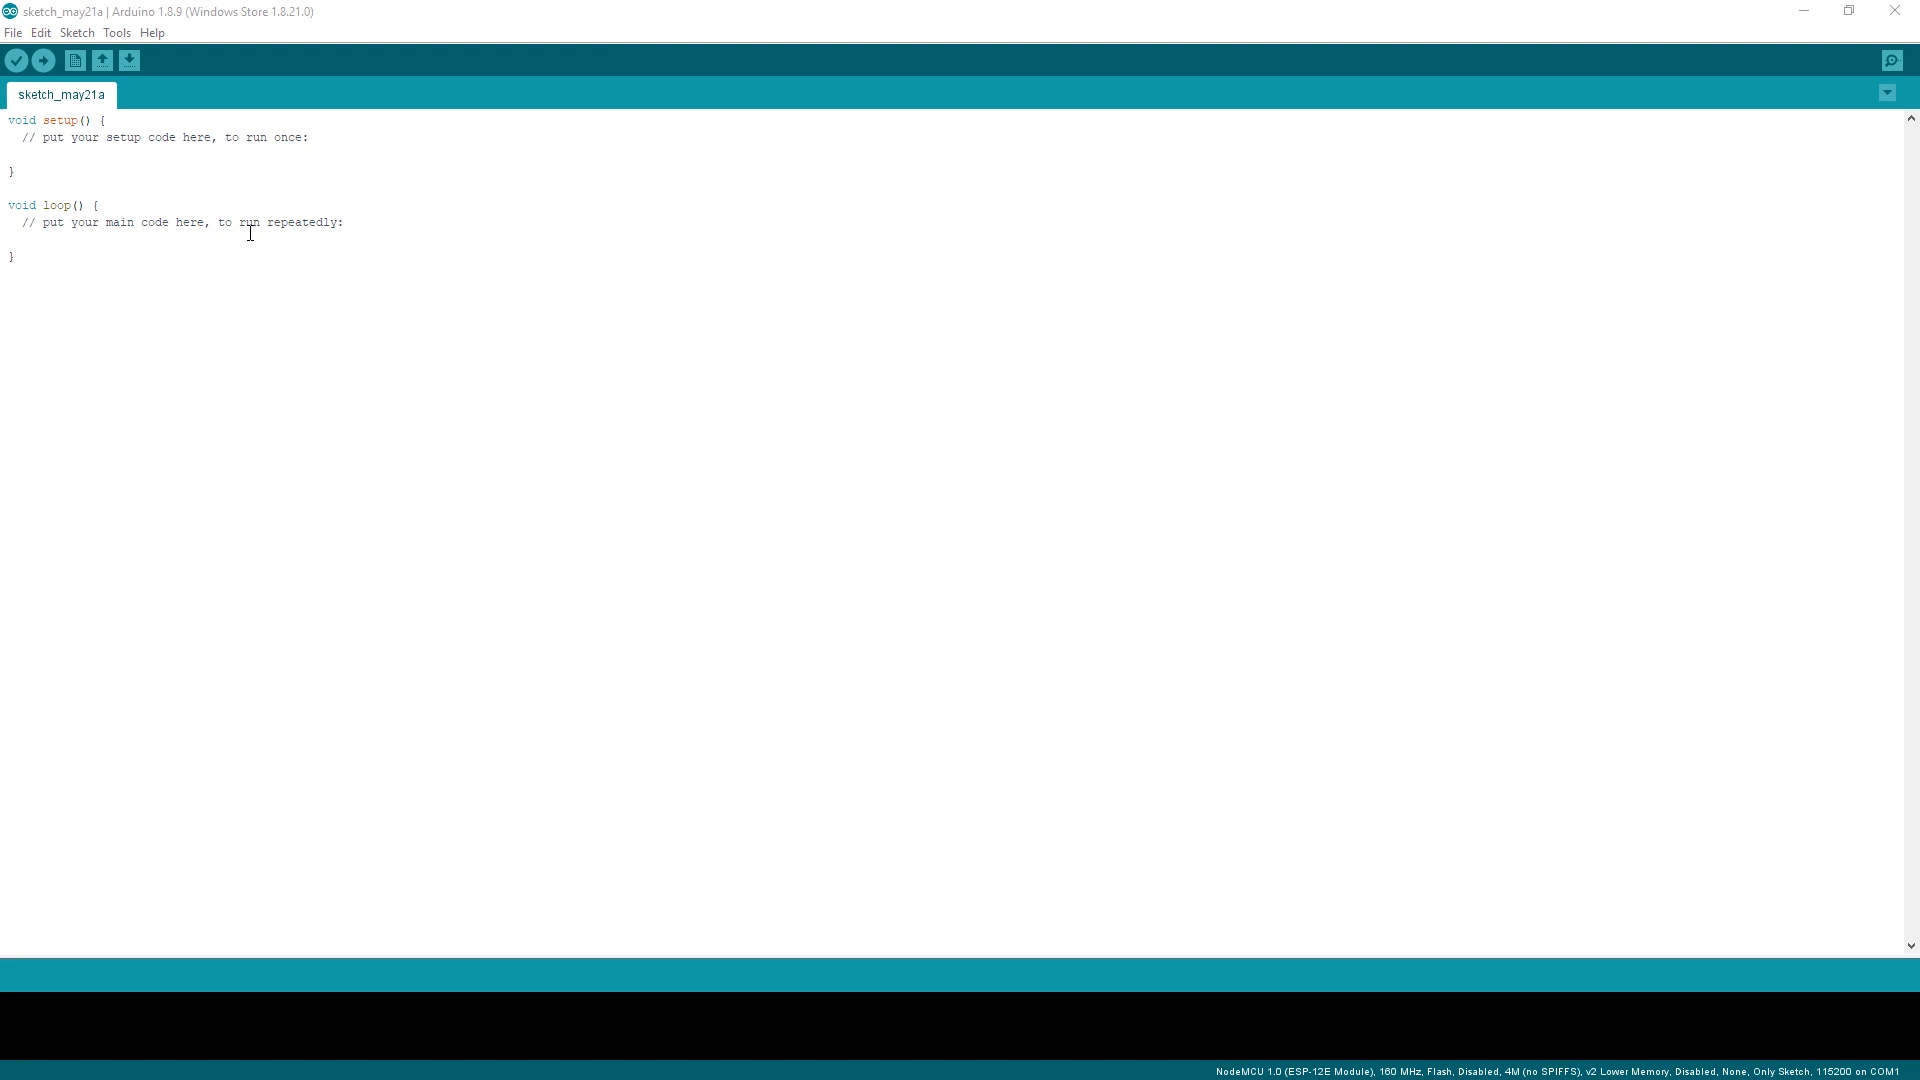 sketch_may21a | Arduino 1.8.9 (Windows Store 1.8.21.0)
File Edit Sketch Tools Help
sketch_may21a
void setup() {
  // put your setup code here, to run once:
}
void loop() {
  // put your main code here, to run repeatedly:
}
NodeMCU 1.0 (ESP-12E Module), 160 MHz, Flash, Disabled, 4M (no SPIFFS), v2 Lower Memory, Disabled, None, Only Sketch, 115200 on COM1